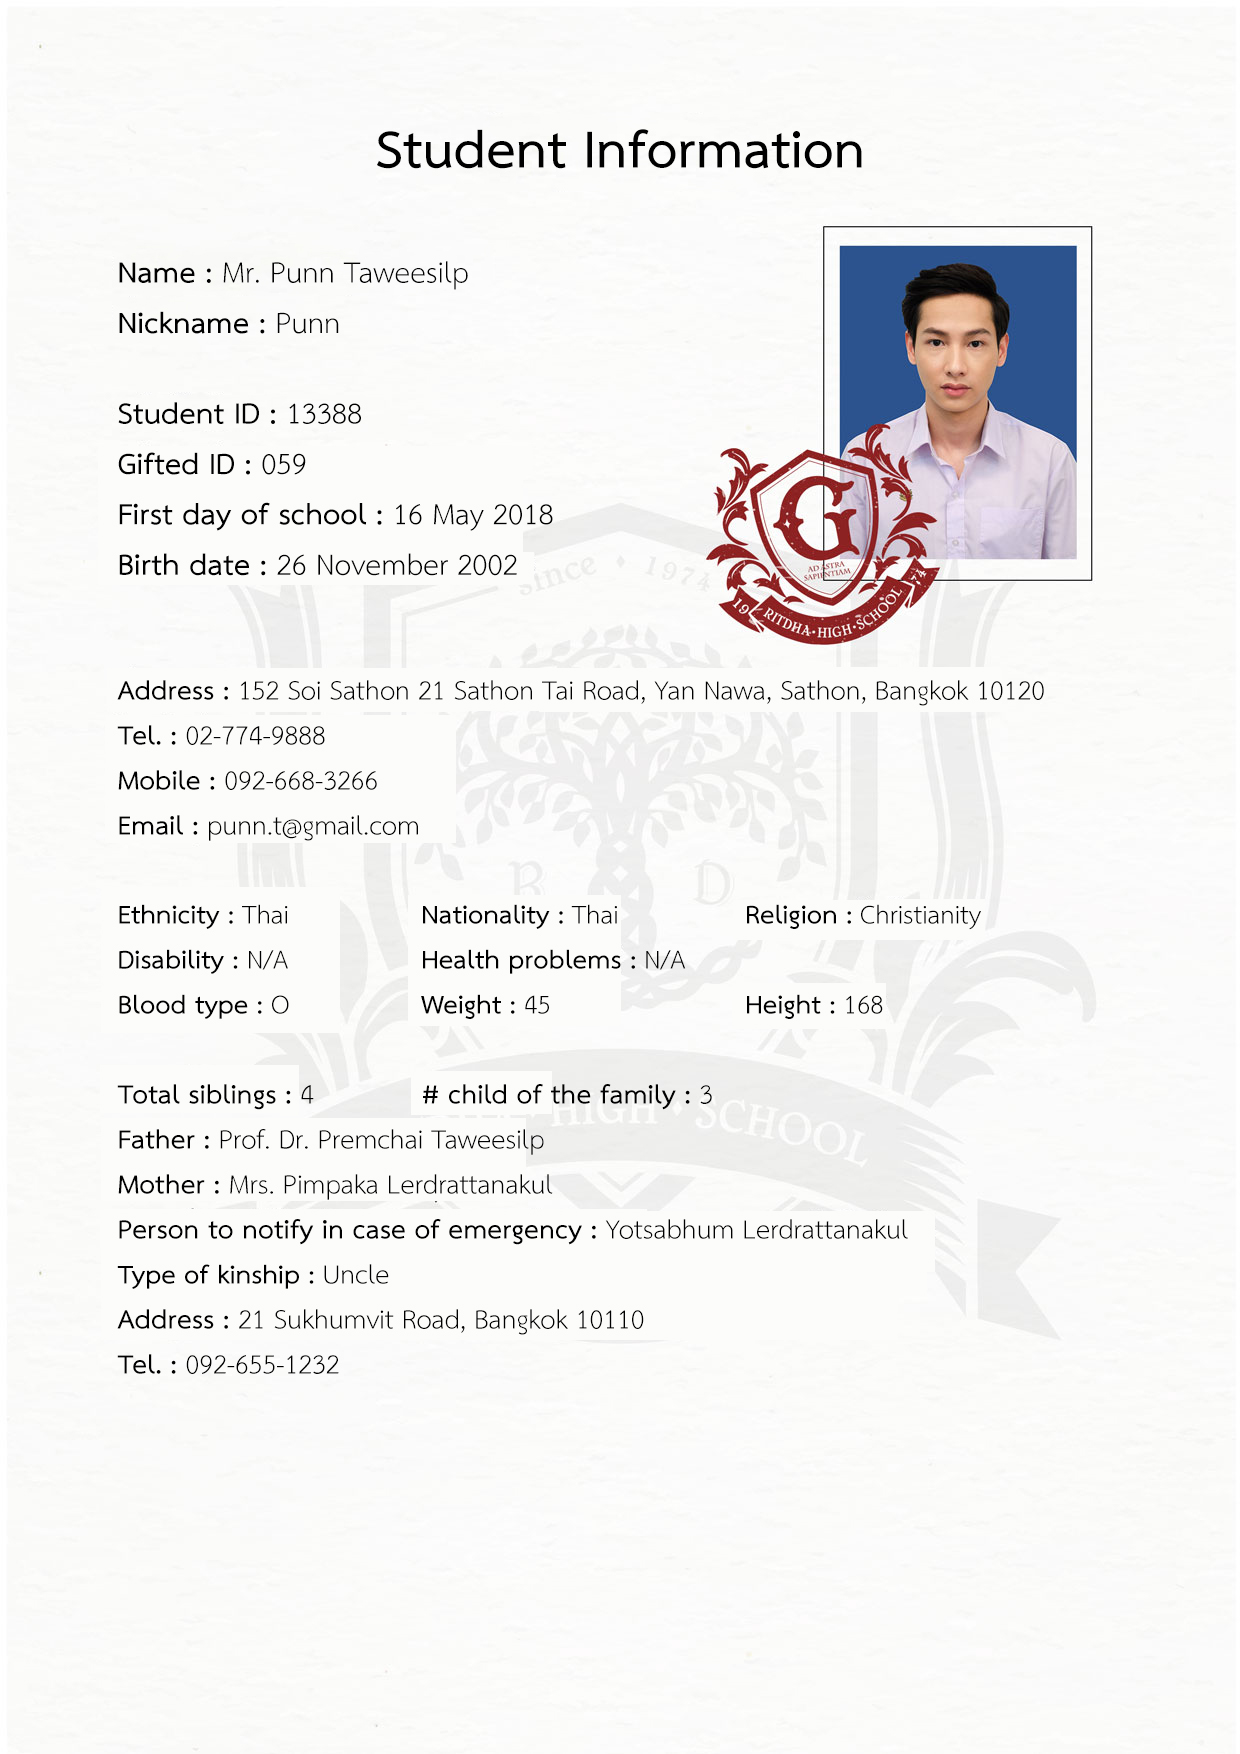 Student Information
Name : Mr. Punn Taweesilp
Nickname : Punn
Student ID : 13388
Gifted ID : 059
First day of school : 16 May 2018
Birth date : 26 November 2002
since • 1974
G
AD ASTRA
SAPIENTIAM
19 74
RITDHA•HIGH•SCHOOL
Address : 152 Soi Sathon 21 Sathon Tai Road, Yan Nawa, Sathon, Bangkok 10120
Tel. : 02-774-9888
Mobile : 092-668-3266
Email : punn.t@gmail.com
R D
Ethnicity : Thai Nationality : Thai Religion : Christianity
Disability : N/A Health problems : N/A
Blood type : O Weight : 45 Height : 168
Total siblings : 4 # child of the family : 3
HIGH • SCHOOL
Father : Prof. Dr. Premchai Taweesilp
Mother : Mrs. Pimpaka Lerdrattanakul
Person to notify in case of emergency : Yotsabhum Lerdrattanakul
Type of kinship : Uncle
Address : 21 Sukhumvit Road, Bangkok 10110
Tel. : 092-655-1232